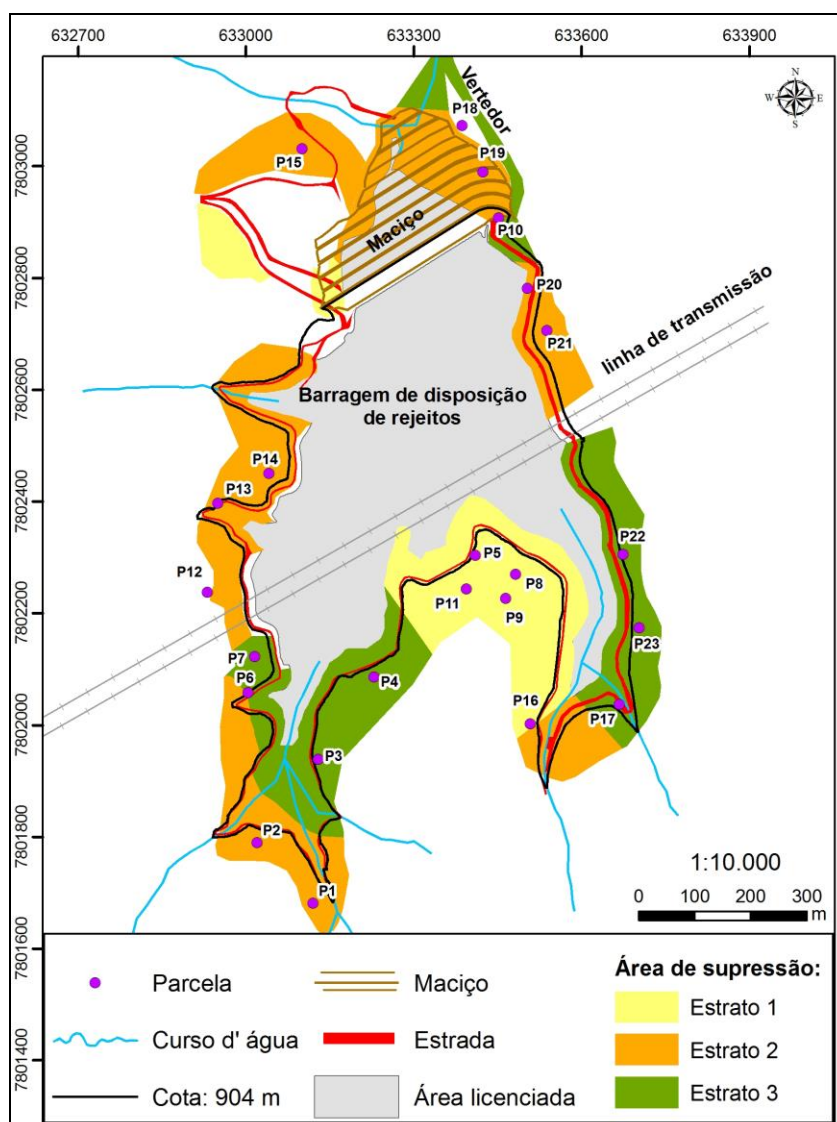 632700 633000 633300 633600 633900
N
W E
S
Vertedor
P18
P15
P19
7803000
Maciço
P10
7802800
P20
P21
linha de transmissão
7802600
Barragem de disposição
de rejeitos
P14
P13
7802400
P5
P22
P12
P8
P11
P9
7802200
P23
P7
P6
P4
P16
P17
7802000
P3
P2
7801800
P1
1:10.000
0 100 200 300
m
7801600
Parcela
Maciço
Área de supressão:
Estrato 1
Curso d' água
Estrada
Estrato 2
Cota: 904 m
Área licenciada
Estrato 3
7801400